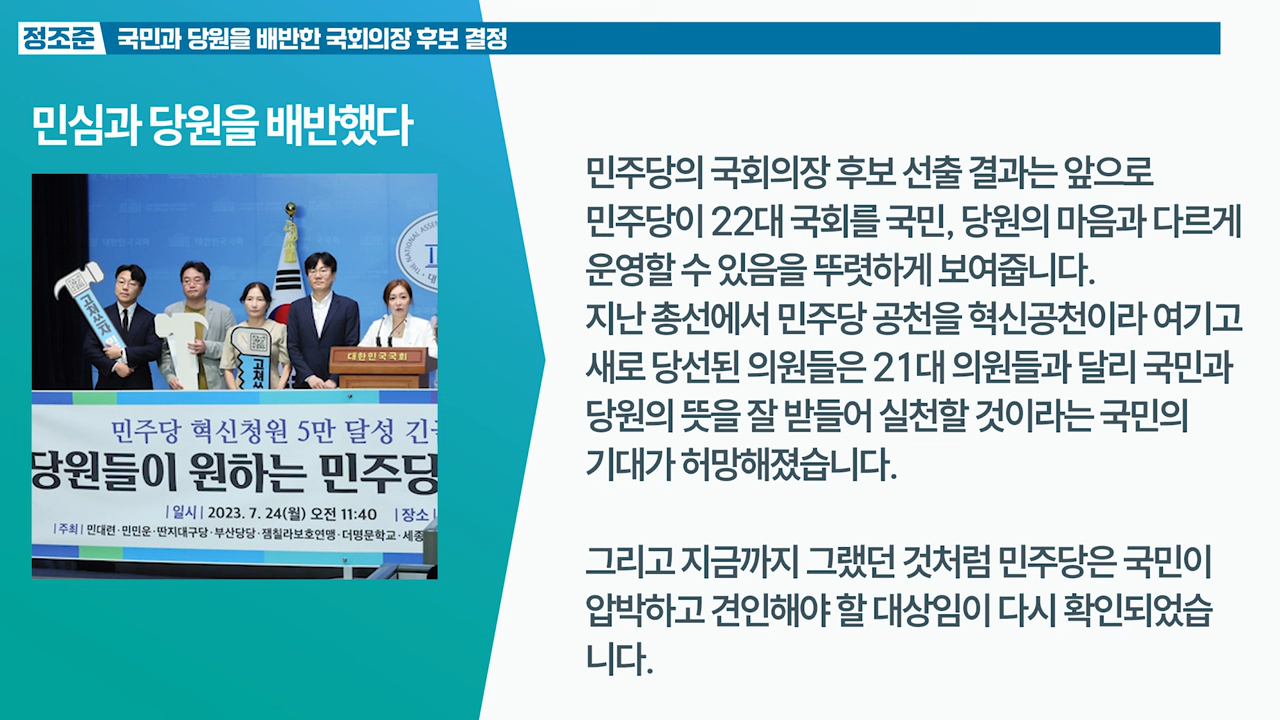 정조준 국민과 당원을 배반한 국회의장 후보 결정
민심과 당원을 배반했다
고쳐쓰자
고쳐쓰
대한민국국회
민주당 혁신청원 5만 달성 긴
당원들이 원하는 민주당
|일시| 2023. 7. 24(월) 오전 11:40 |장소|
|주최| 민대련·민민운·딴지대구당·부산당당·잼칠라보호연맹·더명문학교·세종
민주당의 국회의장 후보 선출 결과는 앞으로
민주당이 22대 국회를 국민, 당원의 마음과 다르게
운영할 수 있음을 뚜렷하게 보여줍니다.
지난 총선에서 민주당 공천을 혁신공천이라 여기고
새로 당선된 의원들은 21대 의원들과 달리 국민과
당원의 뜻을 잘 받들어 실천할 것이라는 국민의
기대가 허망해졌습니다.
그리고 지금까지 그랬던 것처럼 민주당은 국민이
압박하고 견인해야 할 대상임이 다시 확인되었습
니다.